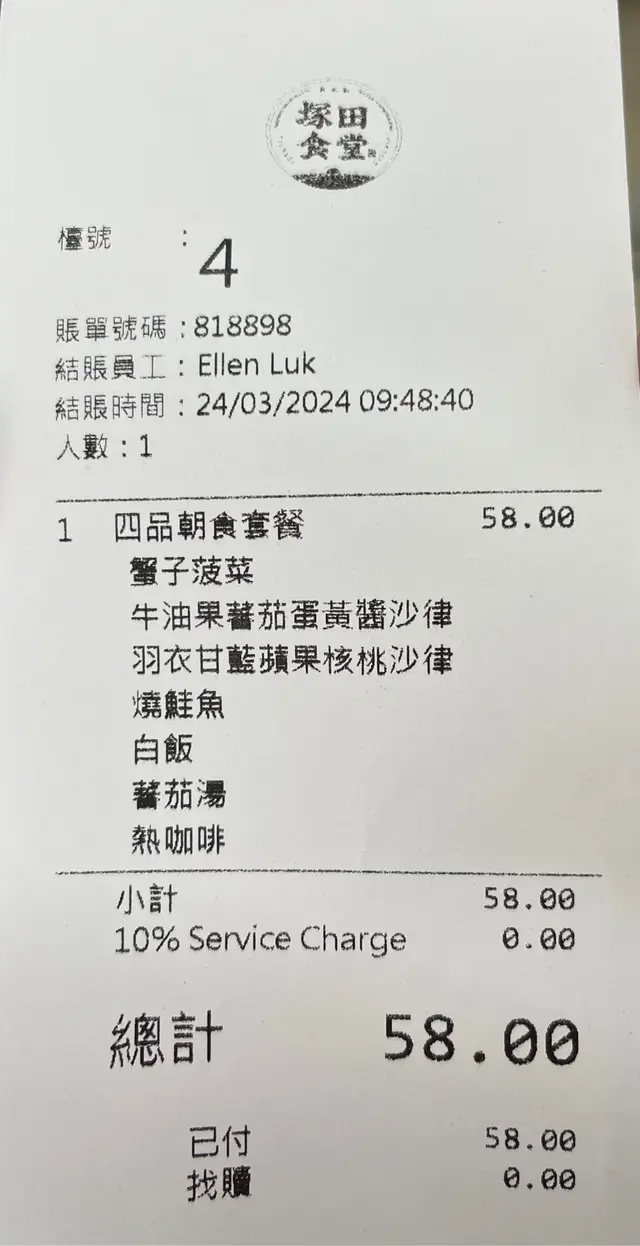 塚田
食堂
檯號 : 4
賬單號碼 : 818898
結賬員工 : Ellen Luk
結賬時間 : 24/03/2024 09:48:40
人數 : 1
1 四品朝食套餐 58.00
蟹子菠菜
牛油果蕃茄蛋黃醬沙律
羽衣甘藍蘋果核桃沙律
燒鮭魚
白飯
蕃茄湯
熱咖啡
小計 58.00
10% Service Charge 0.00
總計 58.00
已付 58.00
找贖 0.00